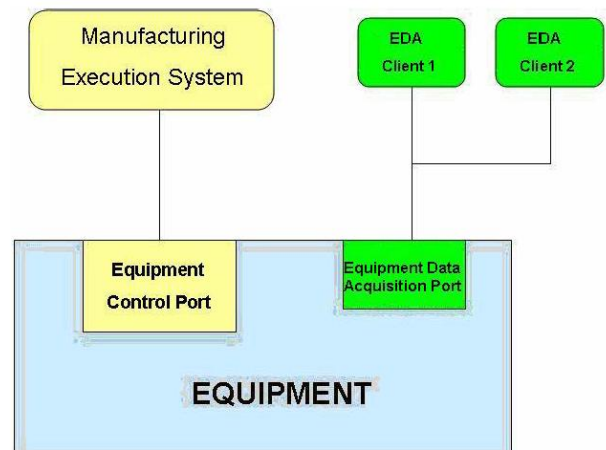 Manufacturing
Execution System
EDA
Client 1
EDA
Client 2
Equipment
Control Port
Equipment Data
Acquisition Port
EQUIPMENT